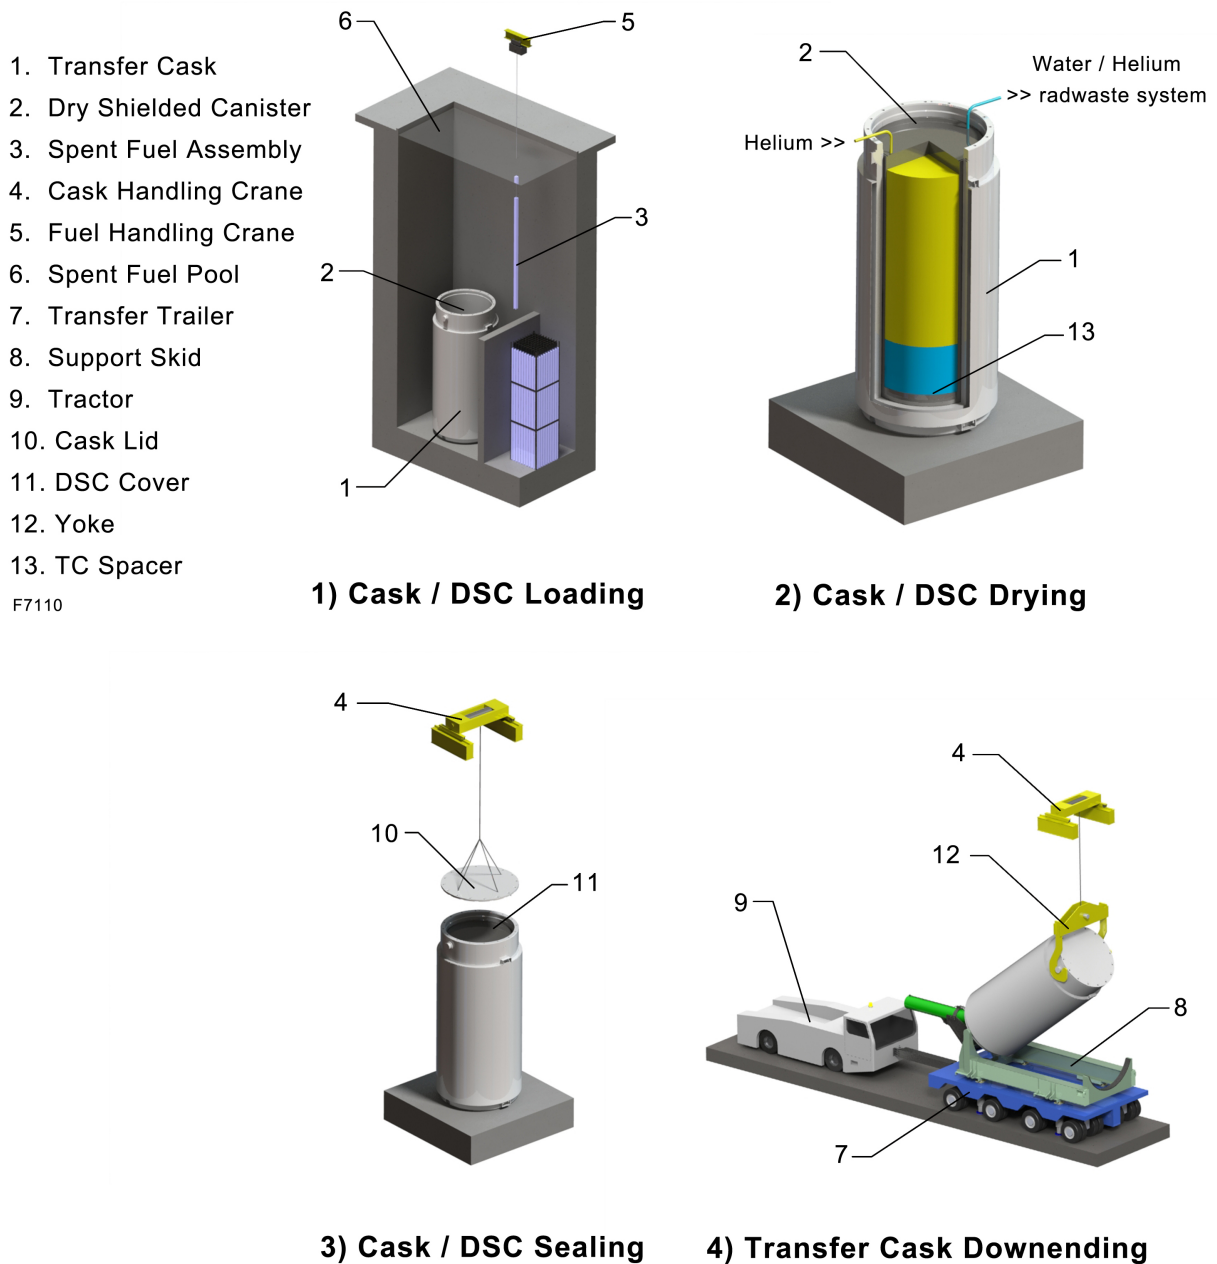 1. Transfer Cask
2. Dry Shielded Canister
3. Spent Fuel Assembly
4. Cask Handling Crane
5. Fuel Handling Crane
6. Spent Fuel Pool
7. Transfer Trailer
8. Support Skid
9. Tractor
10. Cask Lid
11. DSC Cover
12. Yoke
13. TC Spacer
F7110
6
5
3
2
1
1) Cask / DSC Loading
2
Water / Helium
>> radwaste system
Helium >>
1
13
2) Cask / DSC Drying
4
10
11
3) Cask / DSC Sealing
4
12
9
8
7
4) Transfer Cask Downending